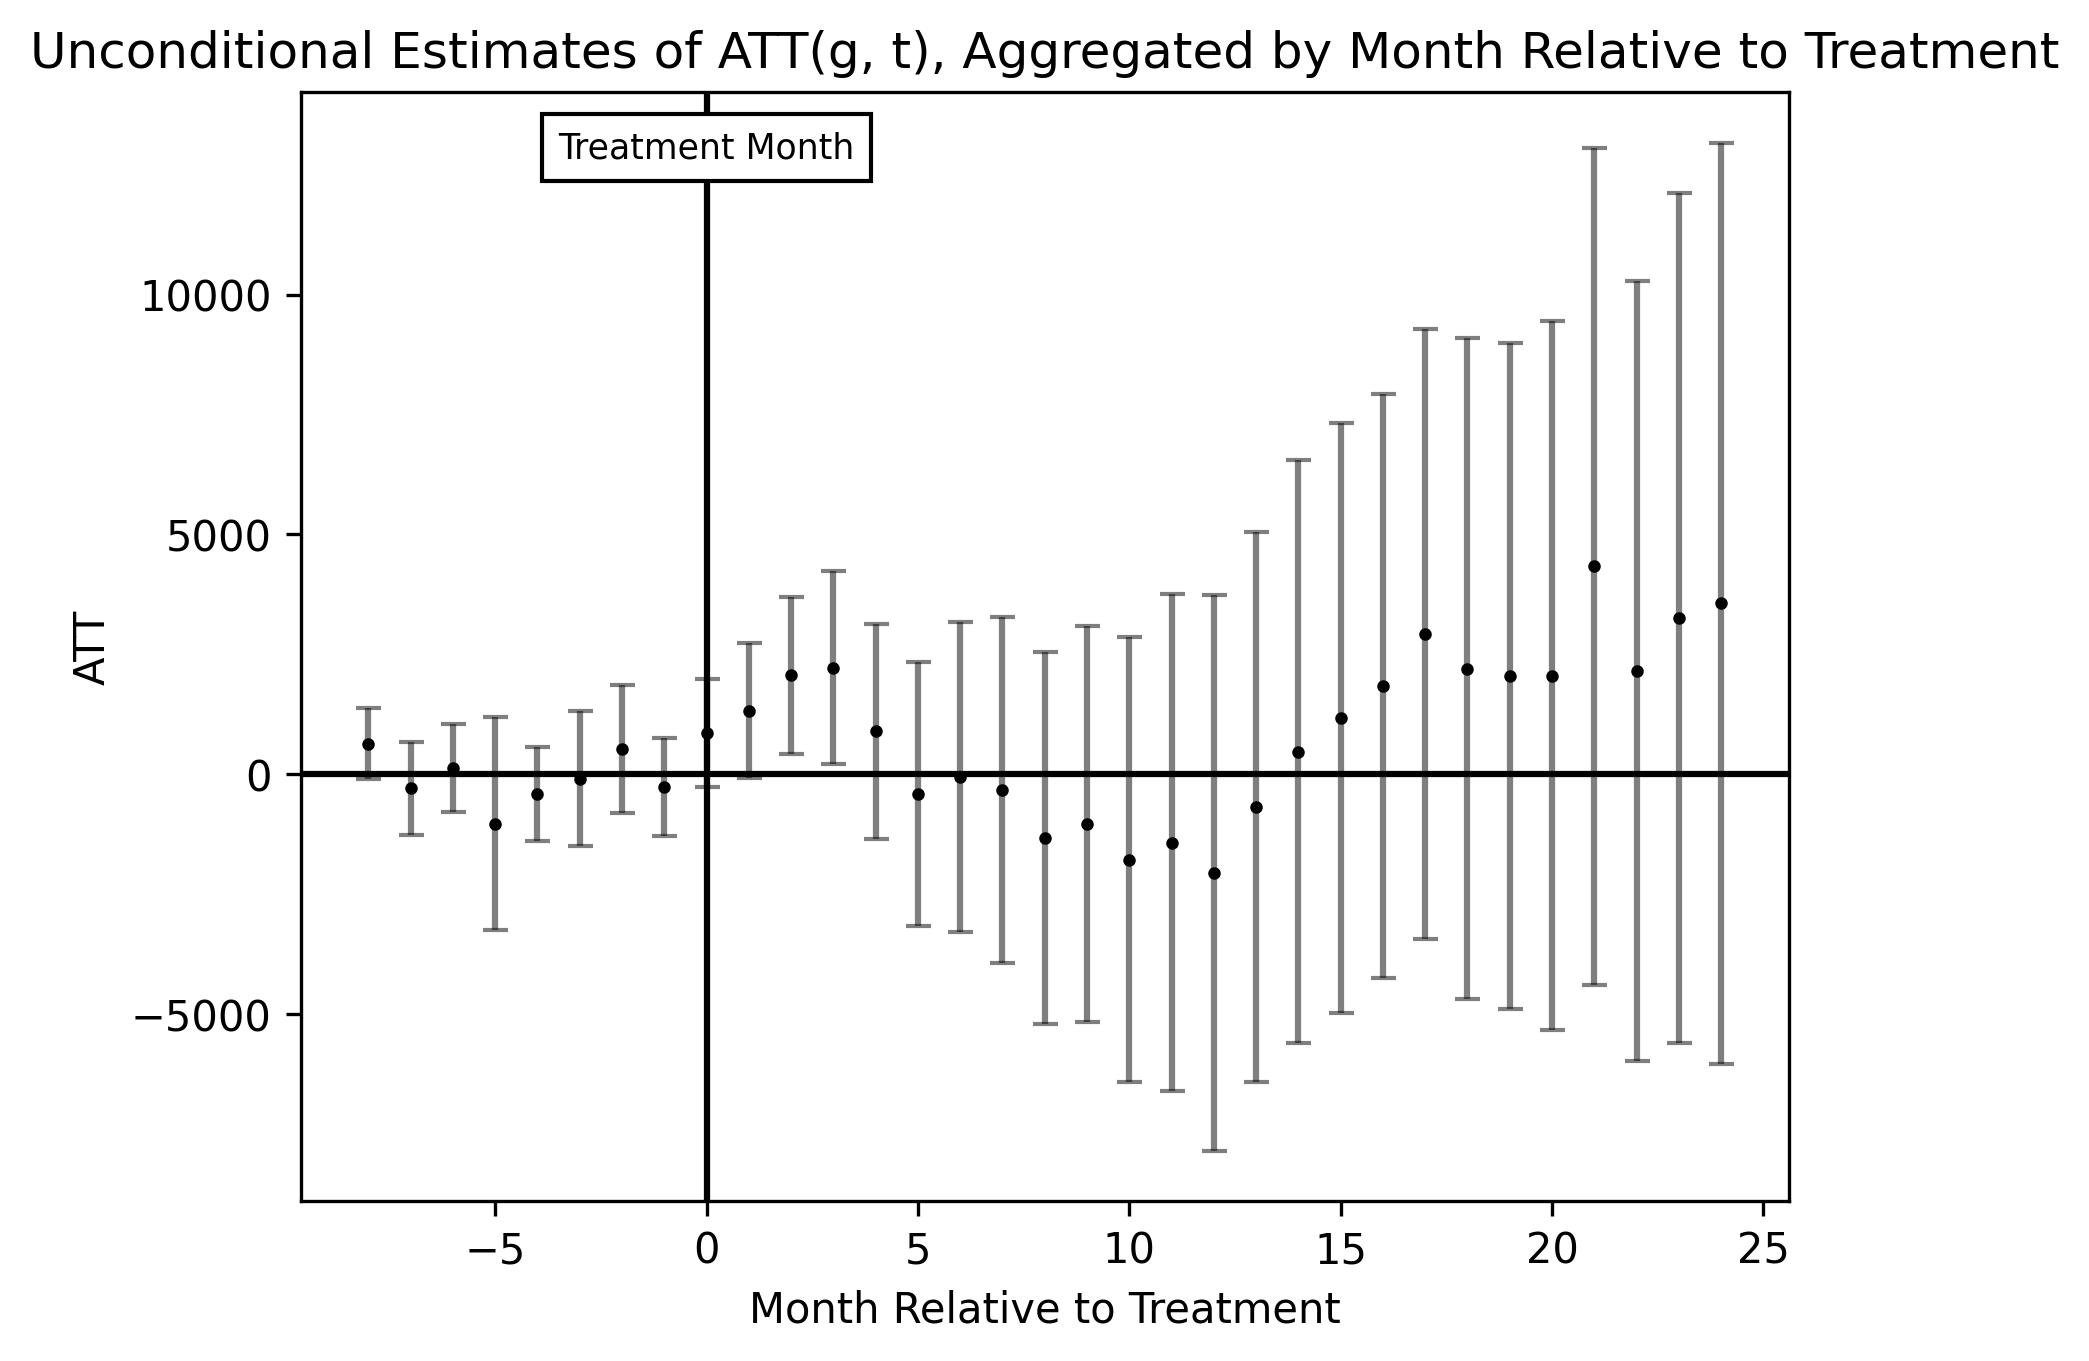 Unconditional Estimates of ATT(g, t), Aggregated by Month Relative to Treatment
Treatment Month
10000
5000
0
−5000
ATT
−5 0 5 10 15 20 25
Month Relative to Treatment